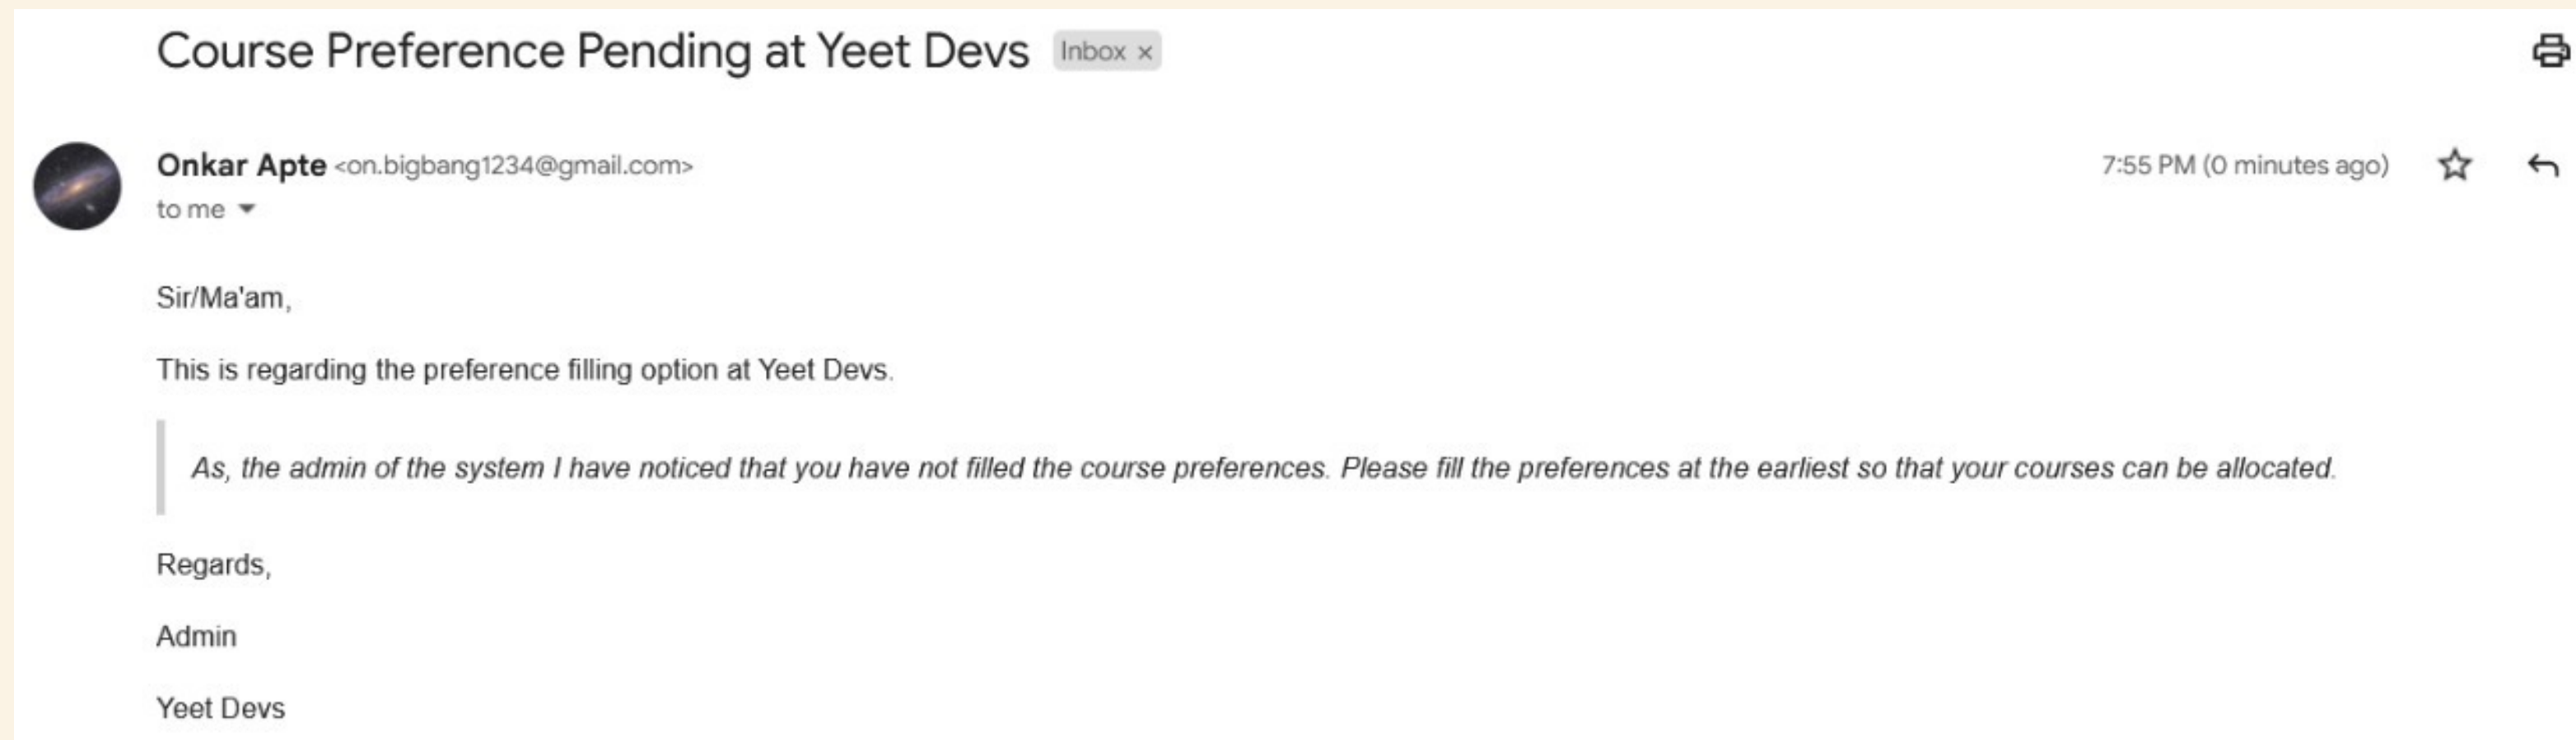 Course Preference Pending at Yeet Devs Inbox ×
Onkar Apte <on.bigbang1234@gmail.com>
7:55 PM (0 minutes ago)
to me
Sir/Ma'am,
This is regarding the preference filling option at Yeet Devs.
As, the admin of the system I have noticed that you have not filled the course preferences. Please fill the preferences at the earliest so that your courses can be allocated.
Regards,
Admin
Yeet Devs